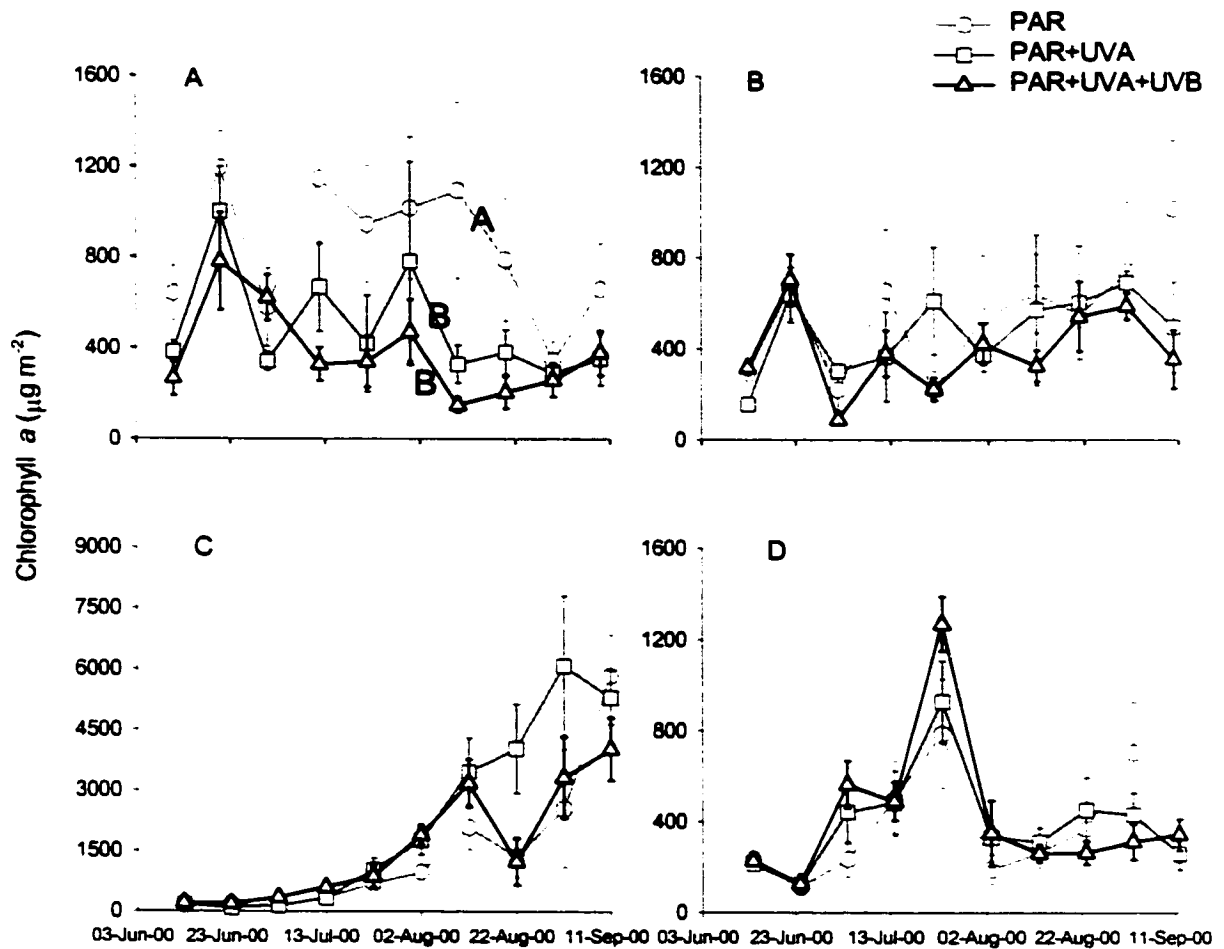 PAR
PAR+UVA
PAR+UVA+UVB
A
B
1600
1200
800
400
0
A
B
B
1600
1200
800
400
0
Chlorophyll a (µg m-2)
C
D
9000
7500
6000
4500
3000
1500
0
1600
1200
800
400
0
03-Jun-00 23-Jun-00 13-Jul-00 02-Aug-00 22-Aug-00 11-Sep-00
03-Jun-00 23-Jun-00 13-Jul-00 02-Aug-00 22-Aug-00 11-Sep-00